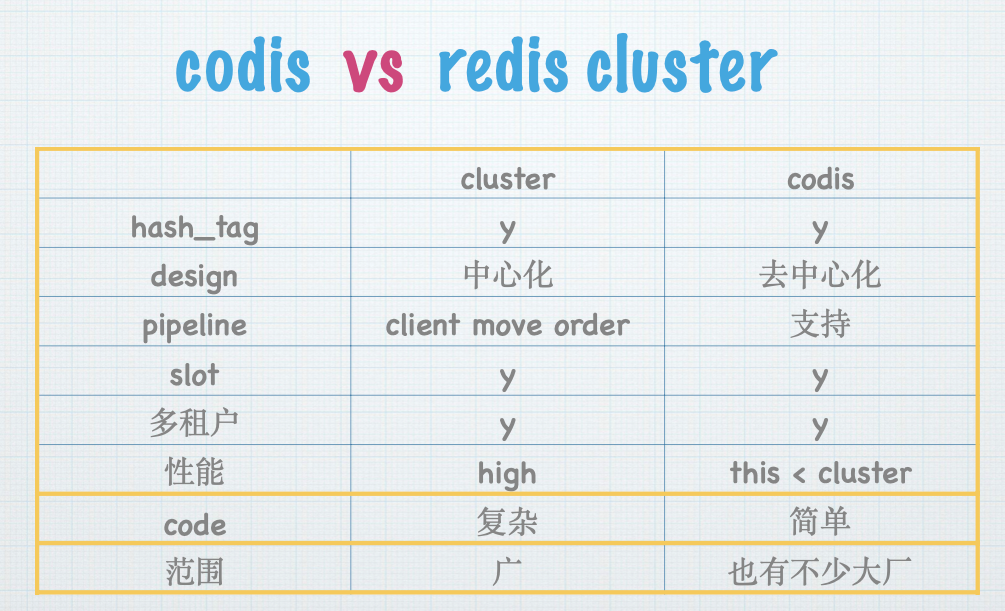 codis vs redis cluster
cluster codis
hash_tag y y
design 中心化 去中心化
pipeline client move order 支持
slot y y
多租户 y y
性能 high this < cluster
code 复杂 简单
范围 广 也有不少大厂